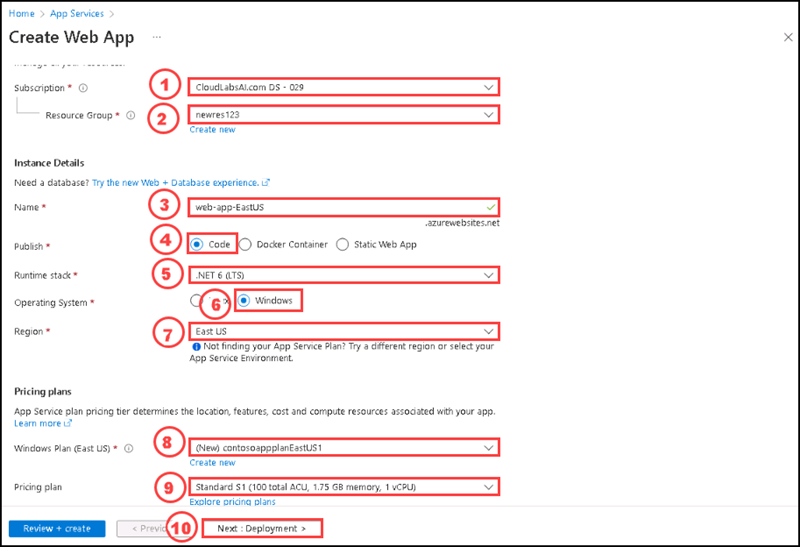 Home > App Services >
Create Web App ...
Subscription * 1 CloudLabsAI.com DS - 029
Resource Group * 2 newres123
Create new
Instance Details
Need a database? Try the new Web + Database experience.
Name * 3 web-app-EastUS
.azurewebsites.net
Publish * 4 Code Docker Container Static Web App
Runtime stack * 5 .NET 6 (LTS)
Operating System * 6 Windows
Region * 7 East US
Not finding your App Service Plan? Try a different region or select your
App Service Environment.
Pricing plans
App Service plan pricing tier determines the location, features, cost and compute resources associated with your app.
Learn more
Windows Plan (East US) * 8 (New) contosoappplanEastUS1
Create new
Pricing plan 9 Standard S1 (100 total ACU, 1.75 GB memory, 1 vCPU)
Explore pricing plans
Review + create < Previ 10 Next : Deployment >